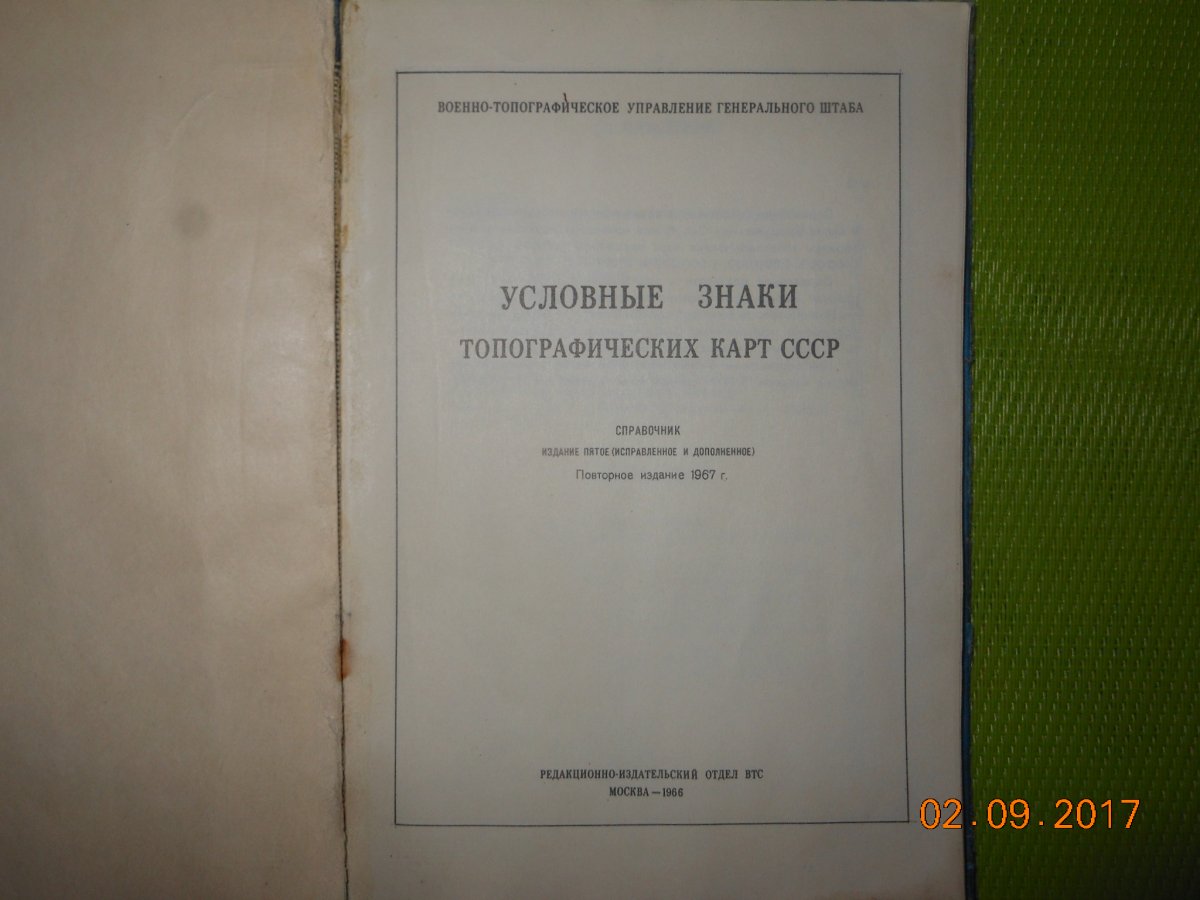 ВОЕННО-ТОПОГРАФИЧЕСКОЕ УПРАВЛЕНИЕ ГЕНЕРАЛЬНОГО ШТАБА
УСЛОВНЫЕ ЗНАКИ
ТОПОГРАФИЧЕСКИХ КАРТ СССР
СПРАВОЧНИК
ИЗДАНИЕ ПЯТОЕ (ИСПРАВЛЕННОЕ И ДОПОЛНЕННОЕ)
Повторное издание 1967 г.
РЕДАКЦИОННО-ИЗДАТЕЛЬСКИЙ ОТДЕЛ ВТС
МОСКВА — 1966
02.09.2017